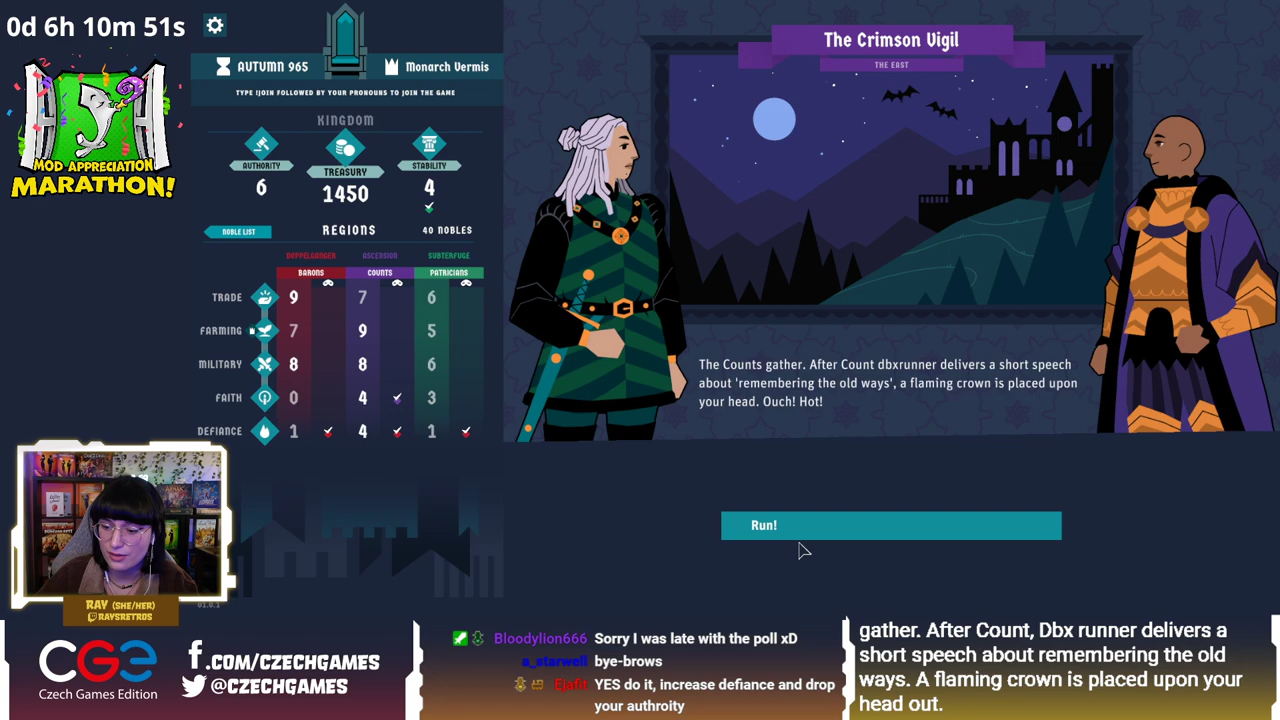 0d 6h 10m 51s
MOD APPRECIATION
MARATHON!
AUTUMN 965
Monarch Vermis
TYPE !JOIN FOLLOWED BY YOUR PRONOUNS TO JOIN THE GAME
KINGDOM
AUTHORITY
TREASURY
STABILITY
6
1450
4
NOBLE LIST
REGIONS
40 NOBLES
DOPPELGANGER
ASCENSION
SUBTERFUGE
BARONS
COUNTS
PATRICIANS
TRADE 9 7 6
FARMING 7 9 5
MILITARY 8 8 6
FAITH 0 4 3
DEFIANCE 1 4 1
The Crimson Vigil
THE EAST
The Counts gather. After Count dbxrunner delivers a short speech
about 'remembering the old ways', a flaming crown is placed upon
your head. Ouch! Hot!
Run!
RAY (SHE/HER)
RAYSRETROS
V1.0.1
CGE
Czech Games Edition
f.COM/CZECHGAMES
@CZECHGAMES
Bloodylion666 Sorry I was late with the poll xD
a_starwell bye-brows
Ejafit YES do it, increase defiance and drop
your authroity
gather. After Count, Dbx runner delivers a
short speech about remembering the old
ways. A flaming crown is placed upon your
head out.